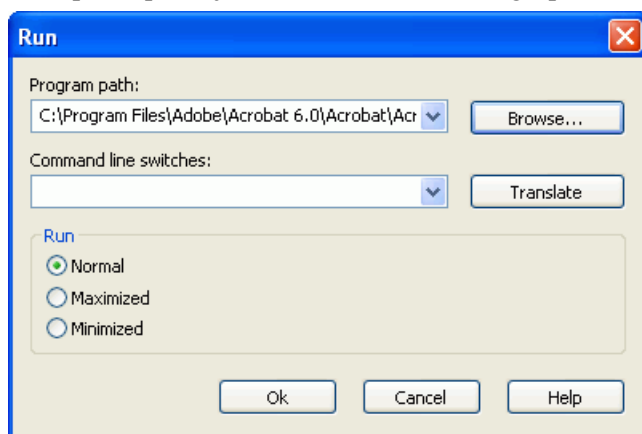 Run
Program path:
C:\Program Files\Adobe\Acrobat 6.0\Acrobat\Acr
Browse...
Command line switches:
Translate
Run
Normal
Maximized
Minimized
Ok Cancel Help